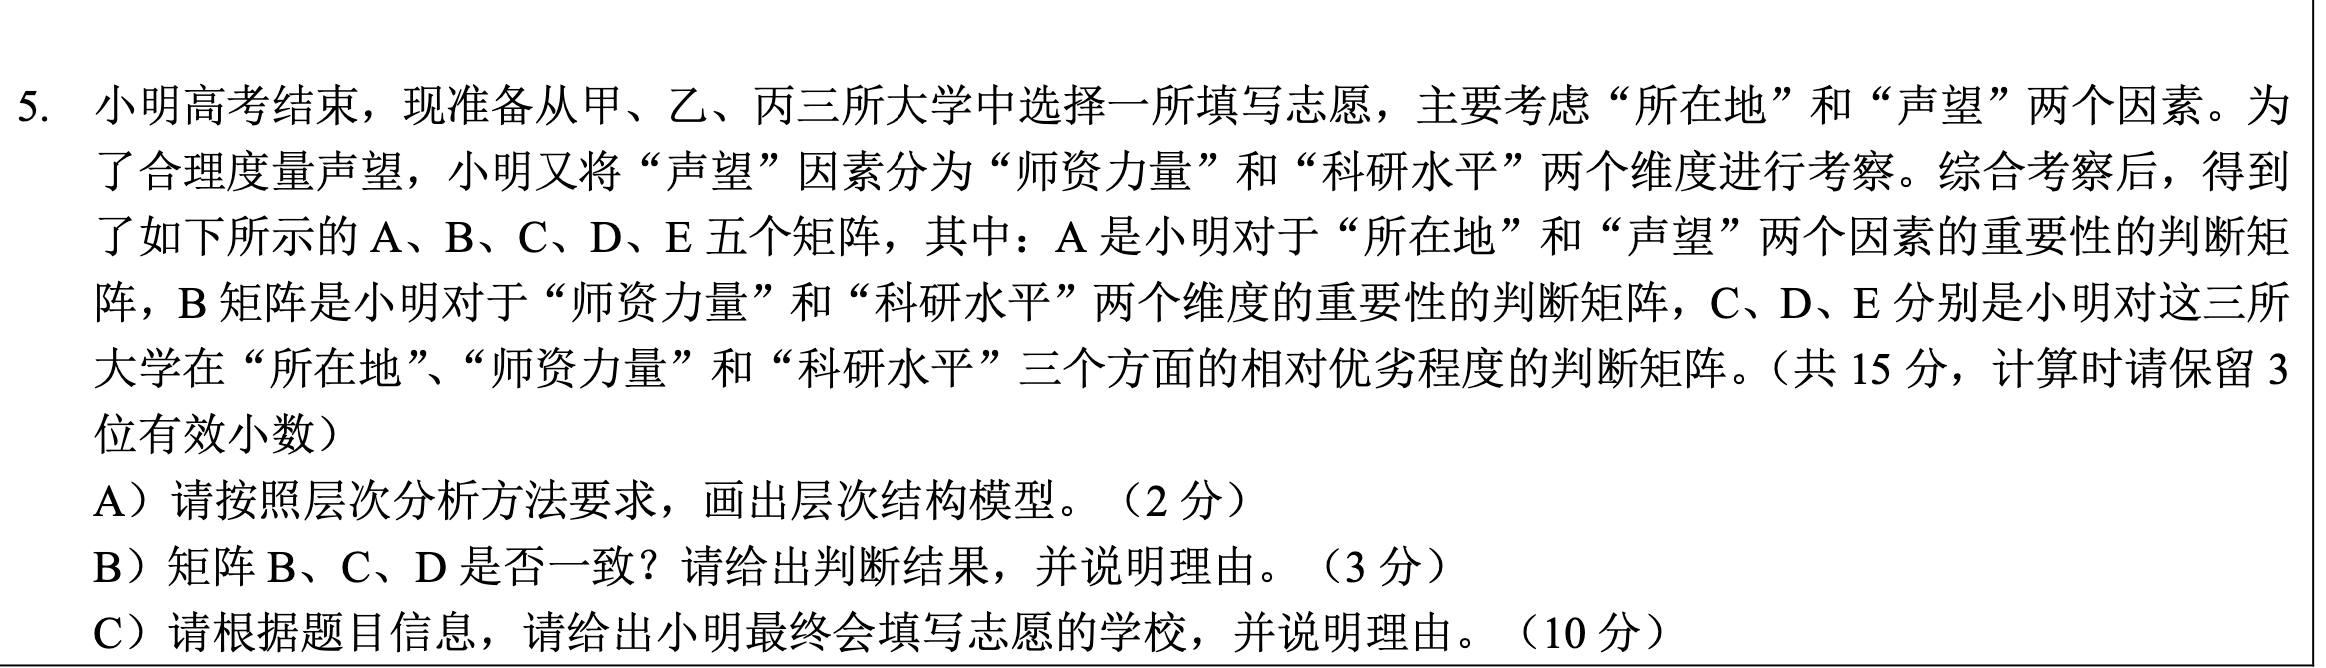 5. 小明高考结束，现准备从甲、乙、丙三所大学中选择一所填写志愿，主要考虑“所在地”和“声望”两个因素。为
了合理度量声望，小明又将“声望”因素分为“师资力量”和“科研水平”两个维度进行考察。综合考察后，得到
了如下所示的 A、B、C、D、E 五个矩阵，其中：A 是小明对于“所在地”和“声望”两个因素的重要性的判断矩
阵，B 矩阵是小明对于“师资力量”和“科研水平”两个维度的重要性的判断矩阵，C、D、E 分别是小明对这三所
大学在“所在地”、“师资力量”和“科研水平”三个方面的相对优劣程度的判断矩阵。（共 15 分，计算时请保留 3
位有效小数）
A）请按照层次分析方法要求，画出层次结构模型。（2 分）
B）矩阵 B、C、D 是否一致？请给出判断结果，并说明理由。（3 分）
C）请根据题目信息，请给出小明最终会填写志愿的学校，并说明理由。（10 分）